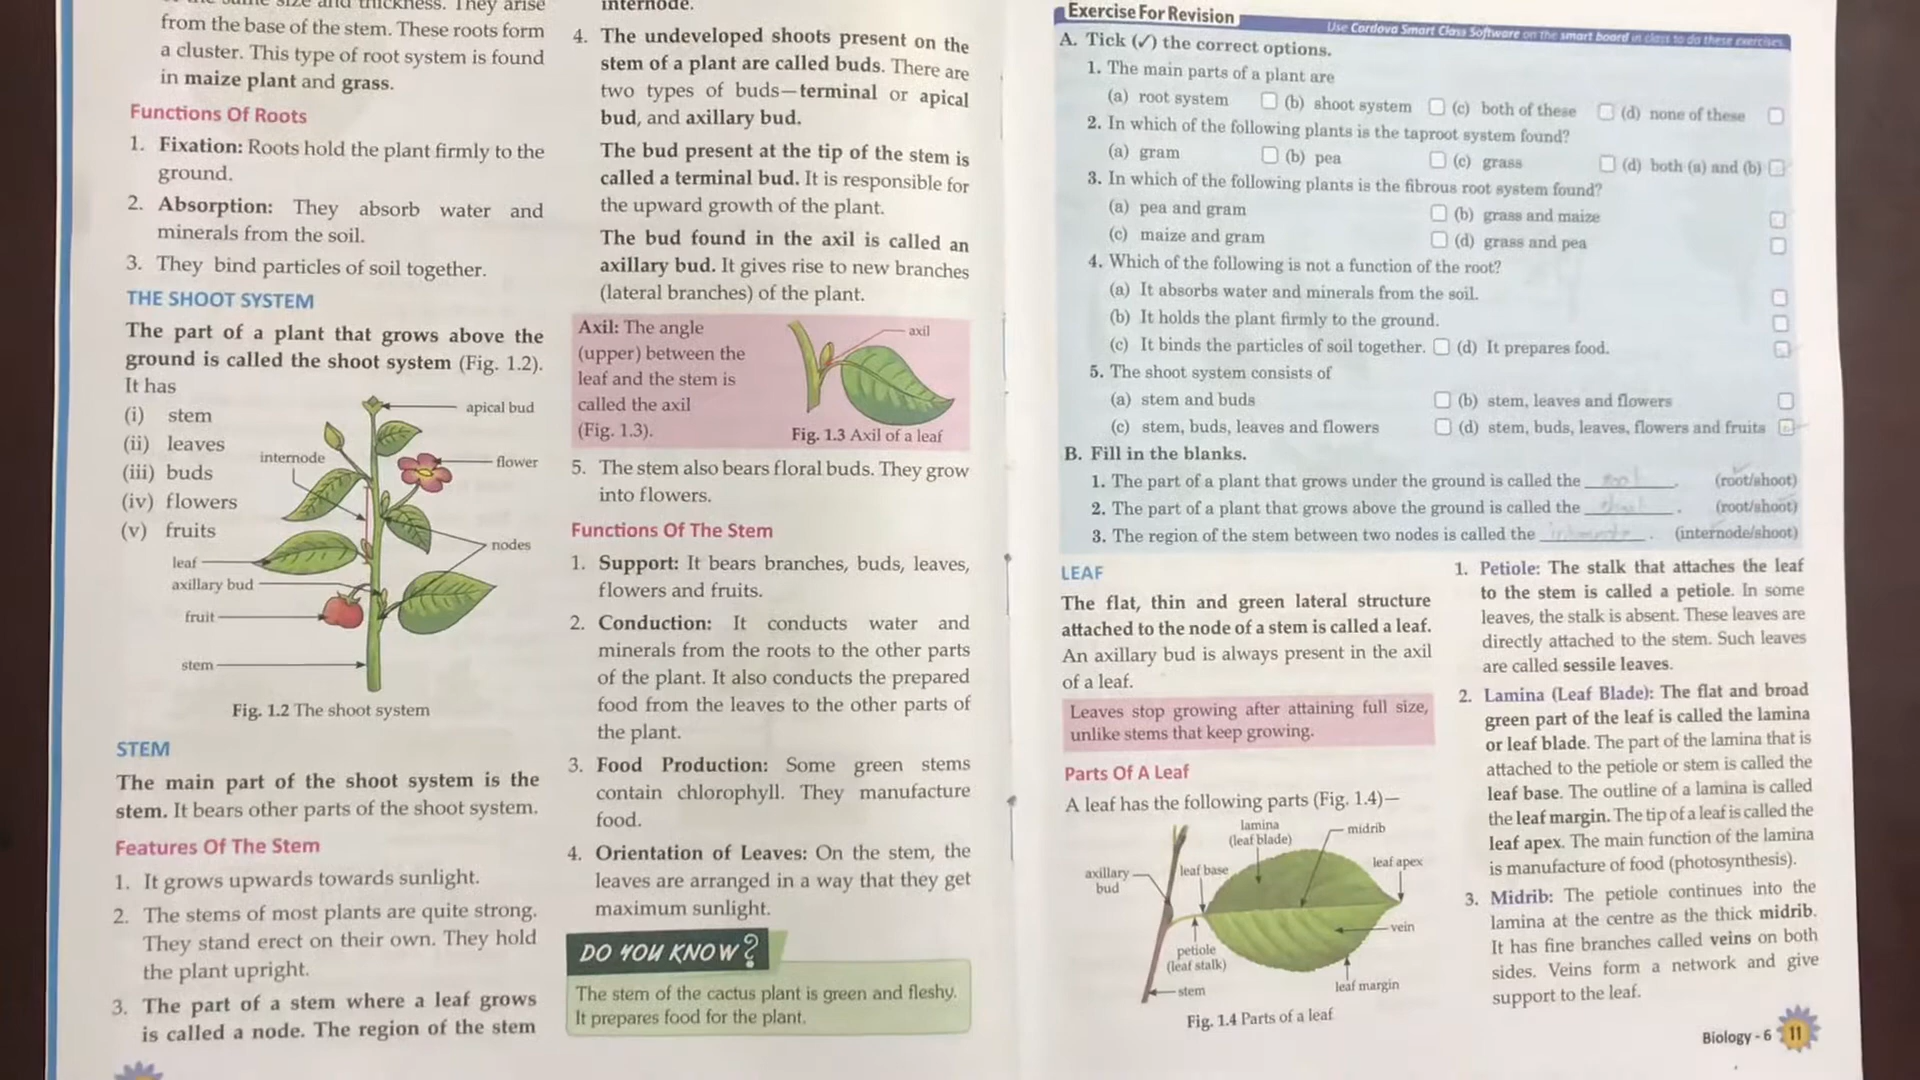 of the same size and thickness. They arise
from the base of the stem. These roots form
a cluster. This type of root system is found
in maize plant and grass.
Functions Of Roots
1. Fixation: Roots hold the plant firmly to the
ground.
2. Absorption: They absorb water and
minerals from the soil.
3. They bind particles of soil together.
THE SHOOT SYSTEM
The part of a plant that grows above the
ground is called the shoot system (Fig. 1.2).
It has
(i) stem
(ii) leaves
(iii) buds
(iv) flowers
(v) fruits
apical bud
internode
flower
nodes
leaf
axillary bud
fruit
stem
Fig. 1.2 The shoot system
STEM
The main part of the shoot system is the
stem. It bears other parts of the shoot system.
Features Of The Stem
1. It grows upwards towards sunlight.
2. The stems of most plants are quite strong.
They stand erect on their own. They hold
the plant upright.
3. The part of a stem where a leaf grows
is called a node. The region of the stem
internode.
4. The undeveloped shoots present on the
stem of a plant are called buds. There are
two types of buds—terminal or apical
bud, and axillary bud.
The bud present at the tip of the stem is
called a terminal bud. It is responsible for
the upward growth of the plant.
The bud found in the axil is called an
axillary bud. It gives rise to new branches
(lateral branches) of the plant.
Axil: The angle
(upper) between the
leaf and the stem is
called the axil
(Fig. 1.3).
axil
Fig. 1.3 Axil of a leaf
5. The stem also bears floral buds. They grow
into flowers.
Functions Of The Stem
1. Support: It bears branches, buds, leaves,
flowers and fruits.
2. Conduction: It conducts water and
minerals from the roots to the other parts
of the plant. It also conducts the prepared
food from the leaves to the other parts of
the plant.
3. Food Production: Some green stems
contain chlorophyll. They manufacture
food.
4. Orientation of Leaves: On the stem, the
leaves are arranged in a way that they get
maximum sunlight.
DO YOU KNOW?
The stem of the cactus plant is green and fleshy.
It prepares food for the plant.
Exercise For Revision
Use Cordova Smart Class Software on the smart board in class to do these exercises.
A. Tick (✓) the correct options.
1. The main parts of a plant are
(a) root system (b) shoot system (c) both of these (d) none of these
2. In which of the following plants is the taproot system found?
(a) gram (b) pea (c) grass (d) both (a) and (b)
3. In which of the following plants is the fibrous root system found?
(a) pea and gram (b) grass and maize
(c) maize and gram (d) grass and pea
4. Which of the following is not a function of the root?
(a) It absorbs water and minerals from the soil.
(b) It holds the plant firmly to the ground.
(c) It binds the particles of soil together. (d) It prepares food.
5. The shoot system consists of
(a) stem and buds (b) stem, leaves and flowers
(c) stem, buds, leaves and flowers (d) stem, buds, leaves, flowers and fruits
B. Fill in the blanks.
1. The part of a plant that grows under the ground is called the ________. (root/shoot)
2. The part of a plant that grows above the ground is called the ________. (root/shoot)
3. The region of the stem between two nodes is called the ________. (internode/shoot)
LEAF
The flat, thin and green lateral structure
attached to the node of a stem is called a leaf.
An axillary bud is always present in the axil
of a leaf.
Leaves stop growing after attaining full size,
unlike stems that keep growing.
Parts Of A Leaf
A leaf has the following parts (Fig. 1.4)—
lamina
(leaf blade)
midrib
leaf apex
leaf base
axillary
bud
vein
petiole
(leaf stalk)
leaf margin
stem
Fig. 1.4 Parts of a leaf
1. Petiole: The stalk that attaches the leaf
to the stem is called a petiole. In some
leaves, the stalk is absent. These leaves are
directly attached to the stem. Such leaves
are called sessile leaves.
2. Lamina (Leaf Blade): The flat and broad
green part of the leaf is called the lamina
or leaf blade. The part of the lamina that is
attached to the petiole or stem is called the
leaf base. The outline of a lamina is called
the leaf margin. The tip of a leaf is called the
leaf apex. The main function of the lamina
is manufacture of food (photosynthesis).
3. Midrib: The petiole continues into the
lamina at the centre as the thick midrib.
It has fine branches called veins on both
sides. Veins form a network and give
support to the leaf.
Biology - 6 11